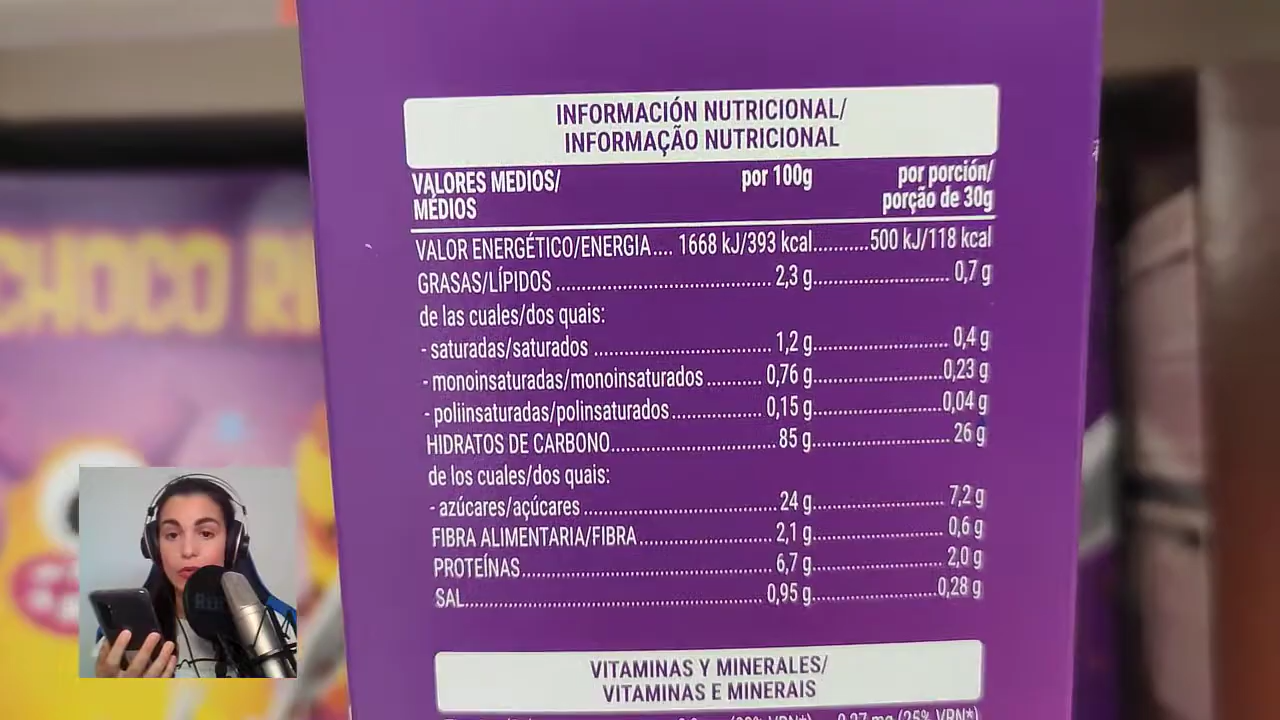 INFORMACIÓN NUTRICIONAL/
INFORMAÇÃO NUTRICIONAL
VALORES MEDIOS/
MÉDIOS
por 100g
por porción/
porção de 30g
VALOR ENERGÉTICO/ENERGIA.... 1668 kJ/393 kcal..........500 kJ/118 kcal
GRASAS/LÍPIDOS ............................................. 2,3 g............................ 0,7 g
de las cuales/dos quais:
- saturadas/saturados ..................................... 1,2 g............................ 0,4 g
- monoinsaturadas/monoinsaturados ........... 0,76 g...........................0,23 g
- poliinsaturadas/polinsaturados.................. 0,15 g...........................0,04 g
HIDRATOS DE CARBONO................................... 85 g............................ 26 g
de los cuales/dos quais:
- azúcares/açúcares ........................................ 24 g............................ 7,2 g
FIBRA ALIMENTARIA/FIBRA ........................... 2,1 g............................ 0,6 g
PROTEÍNAS.................................................... 6,7 g............................ 2,0 g
SAL............................................................... 0,95 g..........................0,28 g
VITAMINAS Y MINERALES/
VITAMINAS E MINERAIS
CHOCO